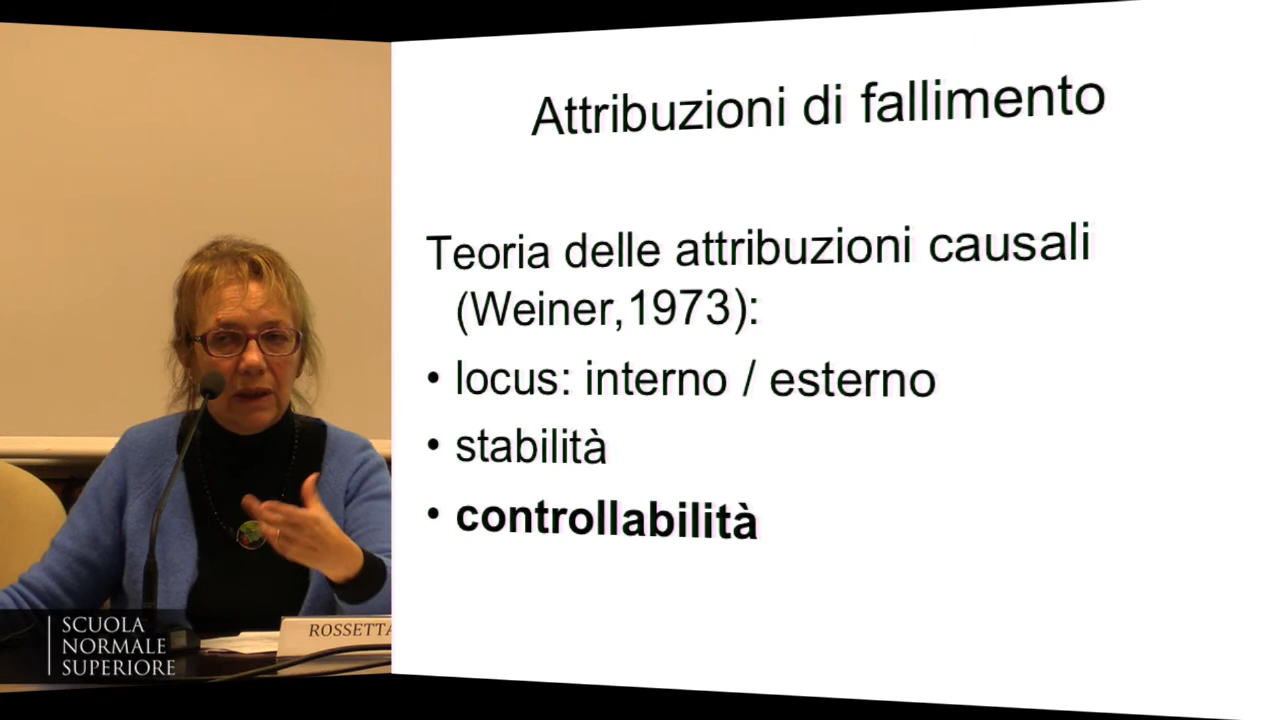 Attribuzioni di fallimento
Teoria delle attribuzioni causali
(Weiner,1973):
• locus: interno / esterno
• stabilità
• controllabilità
ROSSETTA
SCUOLA
NORMALE
SUPERIORE